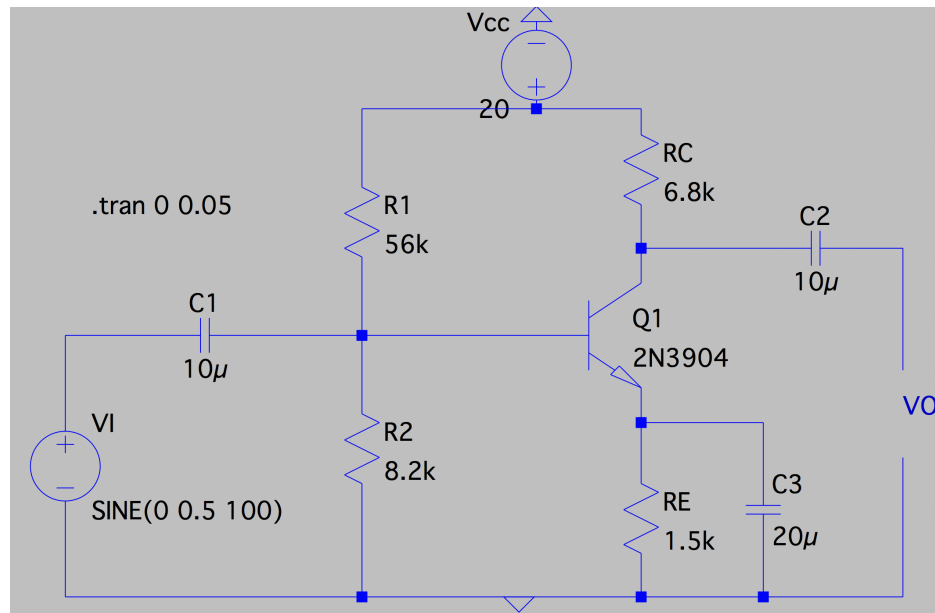 Vcc
20
RC
6.8k
.tran 0 0.05
R1
56k
C2
10µ
C1
10µ
Q1
2N3904
VI
SINE(0 0.5 100)
R2
8.2k
VO
RE
1.5k
C3
20µ